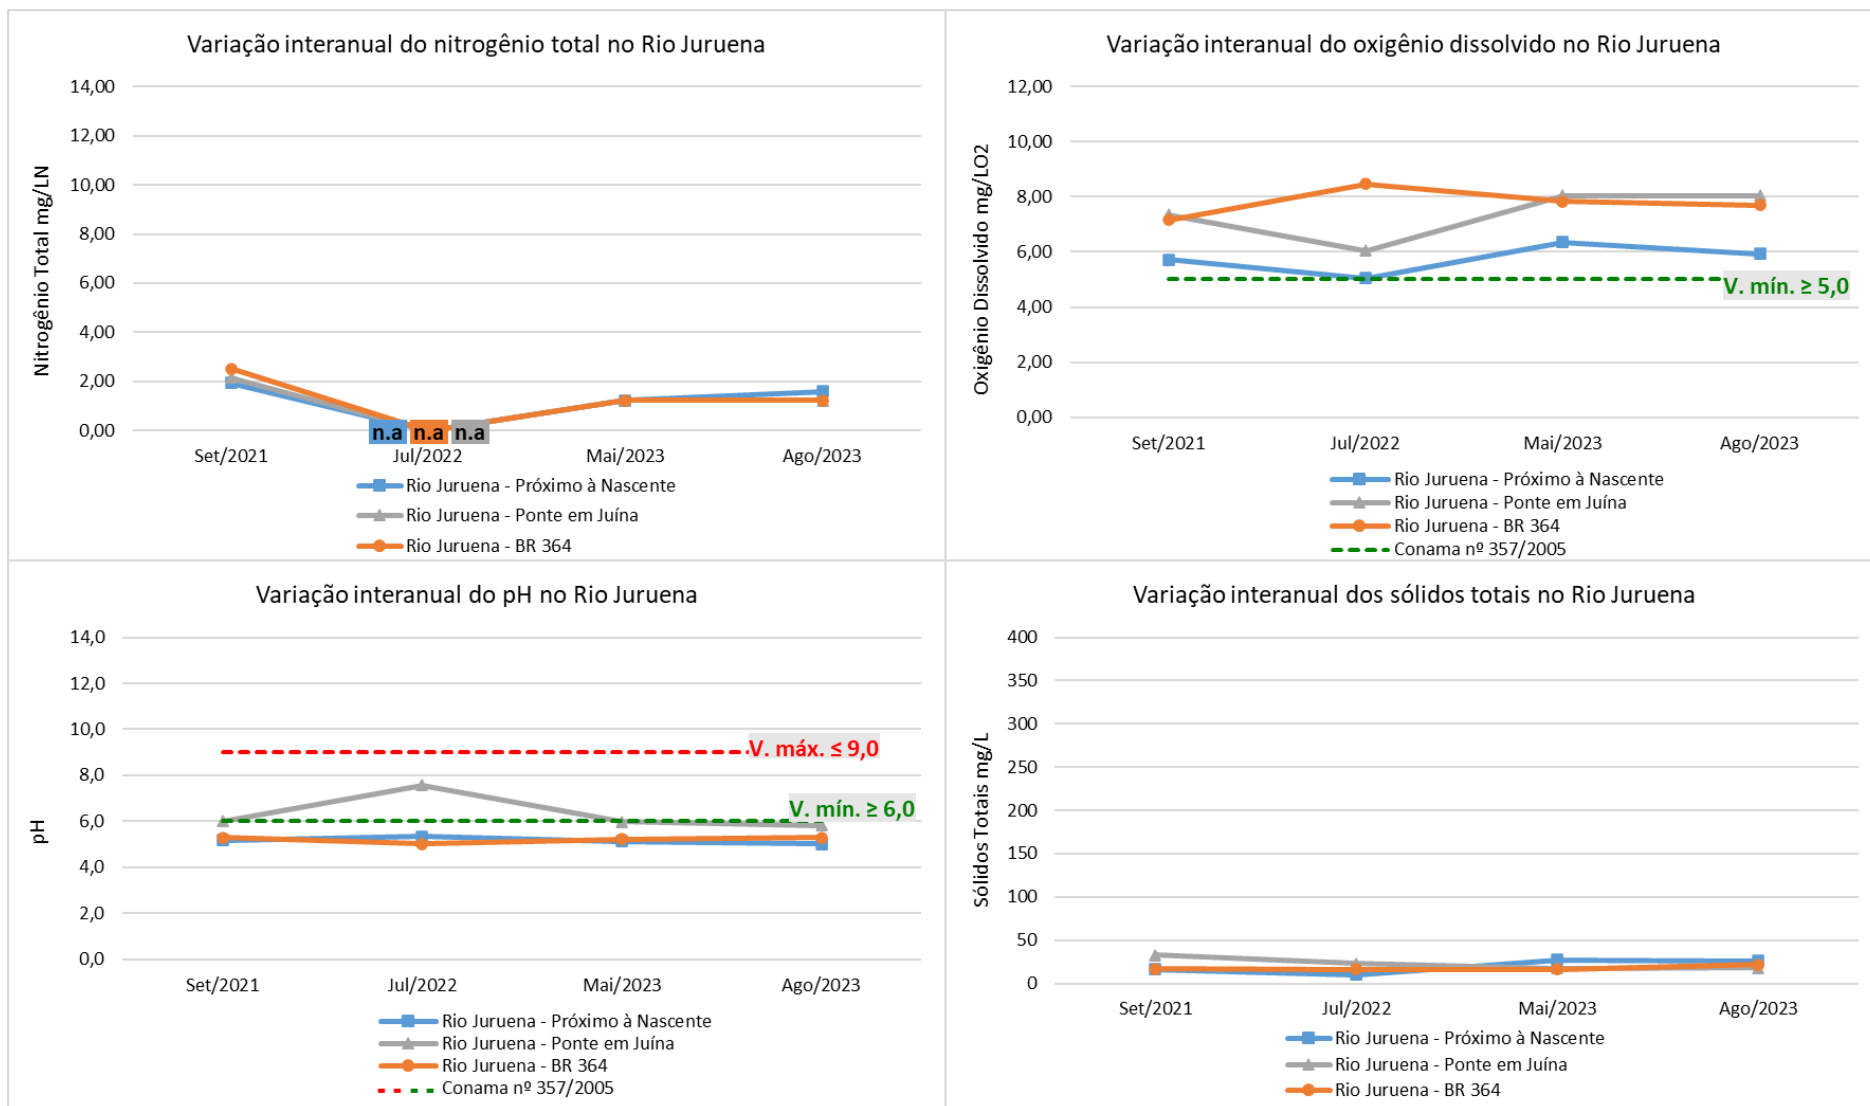 Variação interanual do nitrogênio total no Rio Juruena
Nitrogênio Total mg/LN
14,00
12,00
10,00
8,00
6,00
4,00
2,00
0,00
n.a n.a n.a
Set/2021 Jul/2022 Mai/2023 Ago/2023
Rio Juruena - Próximo à Nascente
Rio Juruena - Ponte em Juína
Rio Juruena - BR 364
Variação interanual do oxigênio dissolvido no Rio Juruena
Oxigênio Dissolvido mg/LO2
12,00
10,00
8,00
6,00
V. mín. ≥ 5,0
4,00
2,00
0,00
Set/2021 Jul/2022 Mai/2023 Ago/2023
Rio Juruena - Próximo à Nascente
Rio Juruena - Ponte em Juína
Rio Juruena - BR 364
Conama nº 357/2005
Variação interanual do pH no Rio Juruena
pH
14,0
12,0
10,0
V. máx. ≤ 9,0
8,0
V. mín. ≥ 6,0
6,0
4,0
2,0
0,0
Set/2021 Jul/2022 Mai/2023 Ago/2023
Rio Juruena - Próximo à Nascente
Rio Juruena - Ponte em Juína
Rio Juruena - BR 364
Conama nº 357/2005
Variação interanual dos sólidos totais no Rio Juruena
Sólidos Totais mg/L
400
350
300
250
200
150
100
50
0
Set/2021 Jul/2022 Mai/2023 Ago/2023
Rio Juruena - Próximo à Nascente
Rio Juruena - Ponte em Juína
Rio Juruena - BR 364